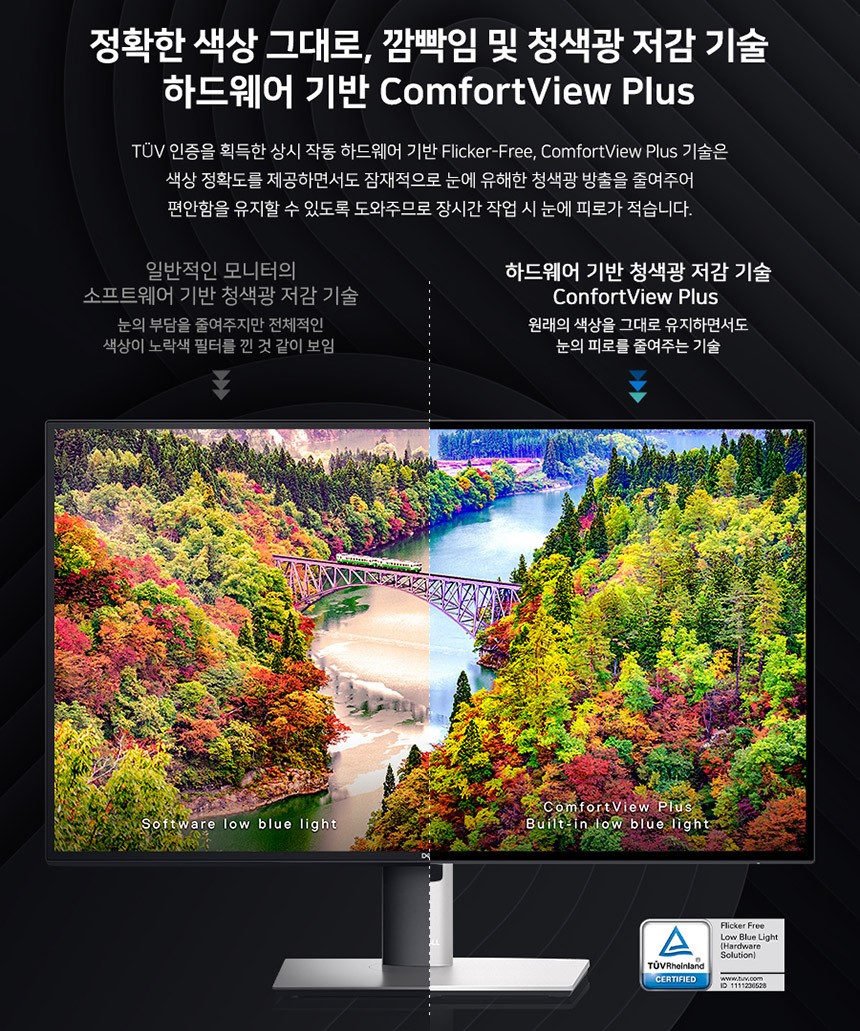 정확한 색상 그대로, 깜빡임 및 청색광 저감 기술
하드웨어 기반 ComfortView Plus
TÜV 인증을 획득한 상시 작동 하드웨어 기반 Flicker-Free, ComfortView Plus 기술은
색상 정확도를 제공하면서도 잠재적으로 눈에 유해한 청색광 방출을 줄여주어
편안함을 유지할 수 있도록 도와주므로 장시간 작업 시 눈에 피로가 적습니다.
일반적인 모니터의
소프트웨어 기반 청색광 저감 기술
눈의 부담을 줄여주지만 전체적인
색상이 노락색 필터를 낀 것 같이 보임
하드웨어 기반 청색광 저감 기술
ConfortView Plus
원래의 색상을 그대로 유지하면서도
눈의 피로를 줄여주는 기술
Software low blue light
ComfortView Plus
Built-in low blue light
TÜVRheinland
CERTIFIED
Flicker Free
Low Blue Light
(Hardware
Solution)
www.tuv.com
ID 1111236528